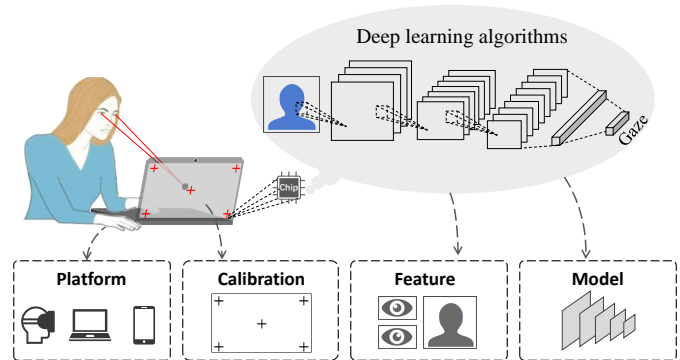 Deep learning algorithms
Gaze
Chip
Platform
Calibration
Feature
Model